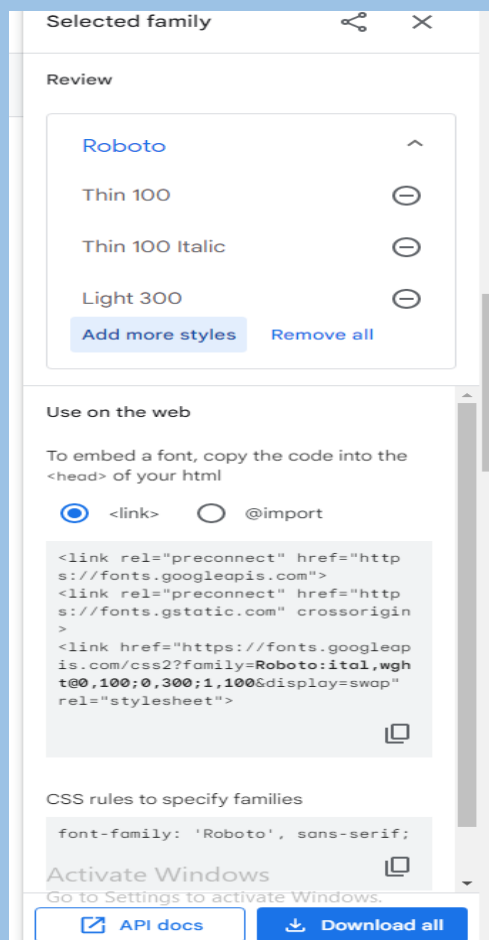 Selected family
Review
Roboto
Thin 100
Thin 100 Italic
Light 300
Add more styles Remove all
Use on the web
To embed a font, copy the code into the
<head> of your html
<link> @import
<link rel="preconnect" href="http
s://fonts.googleapis.com">
<link rel="preconnect" href="http
s://fonts.gstatic.com" crossorigin
>
<link href="https://fonts.googleap
is.com/css2?family=Roboto:ital,wgh
t@0,100;0,300;1,100&display=swap"
rel="stylesheet">
CSS rules to specify families
font-family: 'Roboto', sans-serif;
Activate Windows
Go to Settings to activate Windows.
API docs Download all